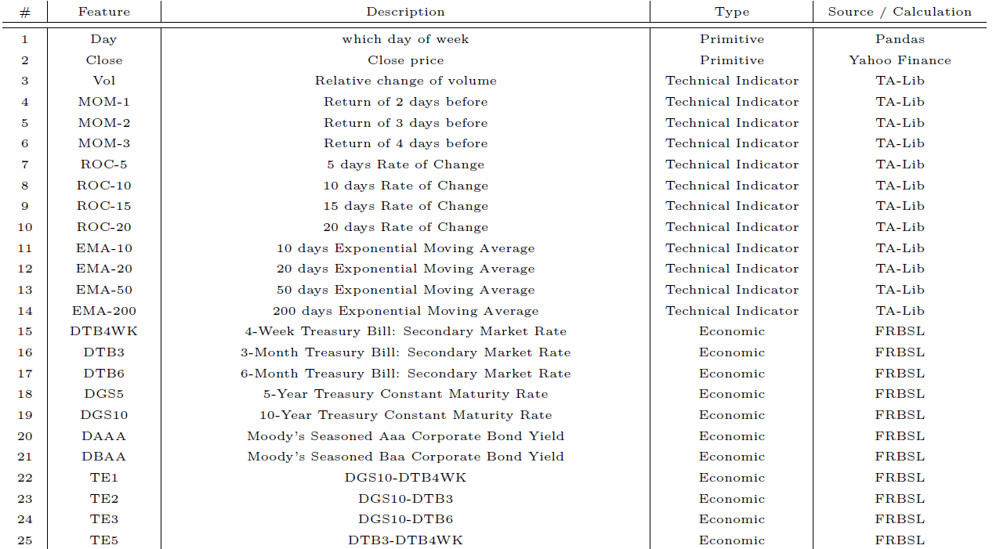 # Feature Description Type Source / Calculation
1 Day which day of week Primitive Pandas
2 Close Close price Primitive Yahoo Finance
3 Vol Relative change of volume Technical Indicator TA-Lib
4 MOM-1 Return of 2 days before Technical Indicator TA-Lib
5 MOM-2 Return of 3 days before Technical Indicator TA-Lib
6 MOM-3 Return of 4 days before Technical Indicator TA-Lib
7 ROC-5 5 days Rate of Change Technical Indicator TA-Lib
8 ROC-10 10 days Rate of Change Technical Indicator TA-Lib
9 ROC-15 15 days Rate of Change Technical Indicator TA-Lib
10 ROC-20 20 days Rate of Change Technical Indicator TA-Lib
11 EMA-10 10 days Exponential Moving Average Technical Indicator TA-Lib
12 EMA-20 20 days Exponential Moving Average Technical Indicator TA-Lib
13 EMA-50 50 days Exponential Moving Average Technical Indicator TA-Lib
14 EMA-200 200 days Exponential Moving Average Technical Indicator TA-Lib
15 DTB4WK 4-Week Treasury Bill: Secondary Market Rate Economic FRBSL
16 DTB3 3-Month Treasury Bill: Secondary Market Rate Economic FRBSL
17 DTB6 6-Month Treasury Bill: Secondary Market Rate Economic FRBSL
18 DGS5 5-Year Treasury Constant Maturity Rate Economic FRBSL
19 DGS10 10-Year Treasury Constant Maturity Rate Economic FRBSL
20 DAAA Moody's Seasoned Aaa Corporate Bond Yield Economic FRBSL
21 DBAA Moody's Seasoned Baa Corporate Bond Yield Economic FRBSL
22 TE1 DGS10-DTB4WK Economic FRBSL
23 TE2 DGS10-DTB3 Economic FRBSL
24 TE3 DGS10-DTB6 Economic FRBSL
25 TE5 DTB3-DTB4WK Economic FRBSL